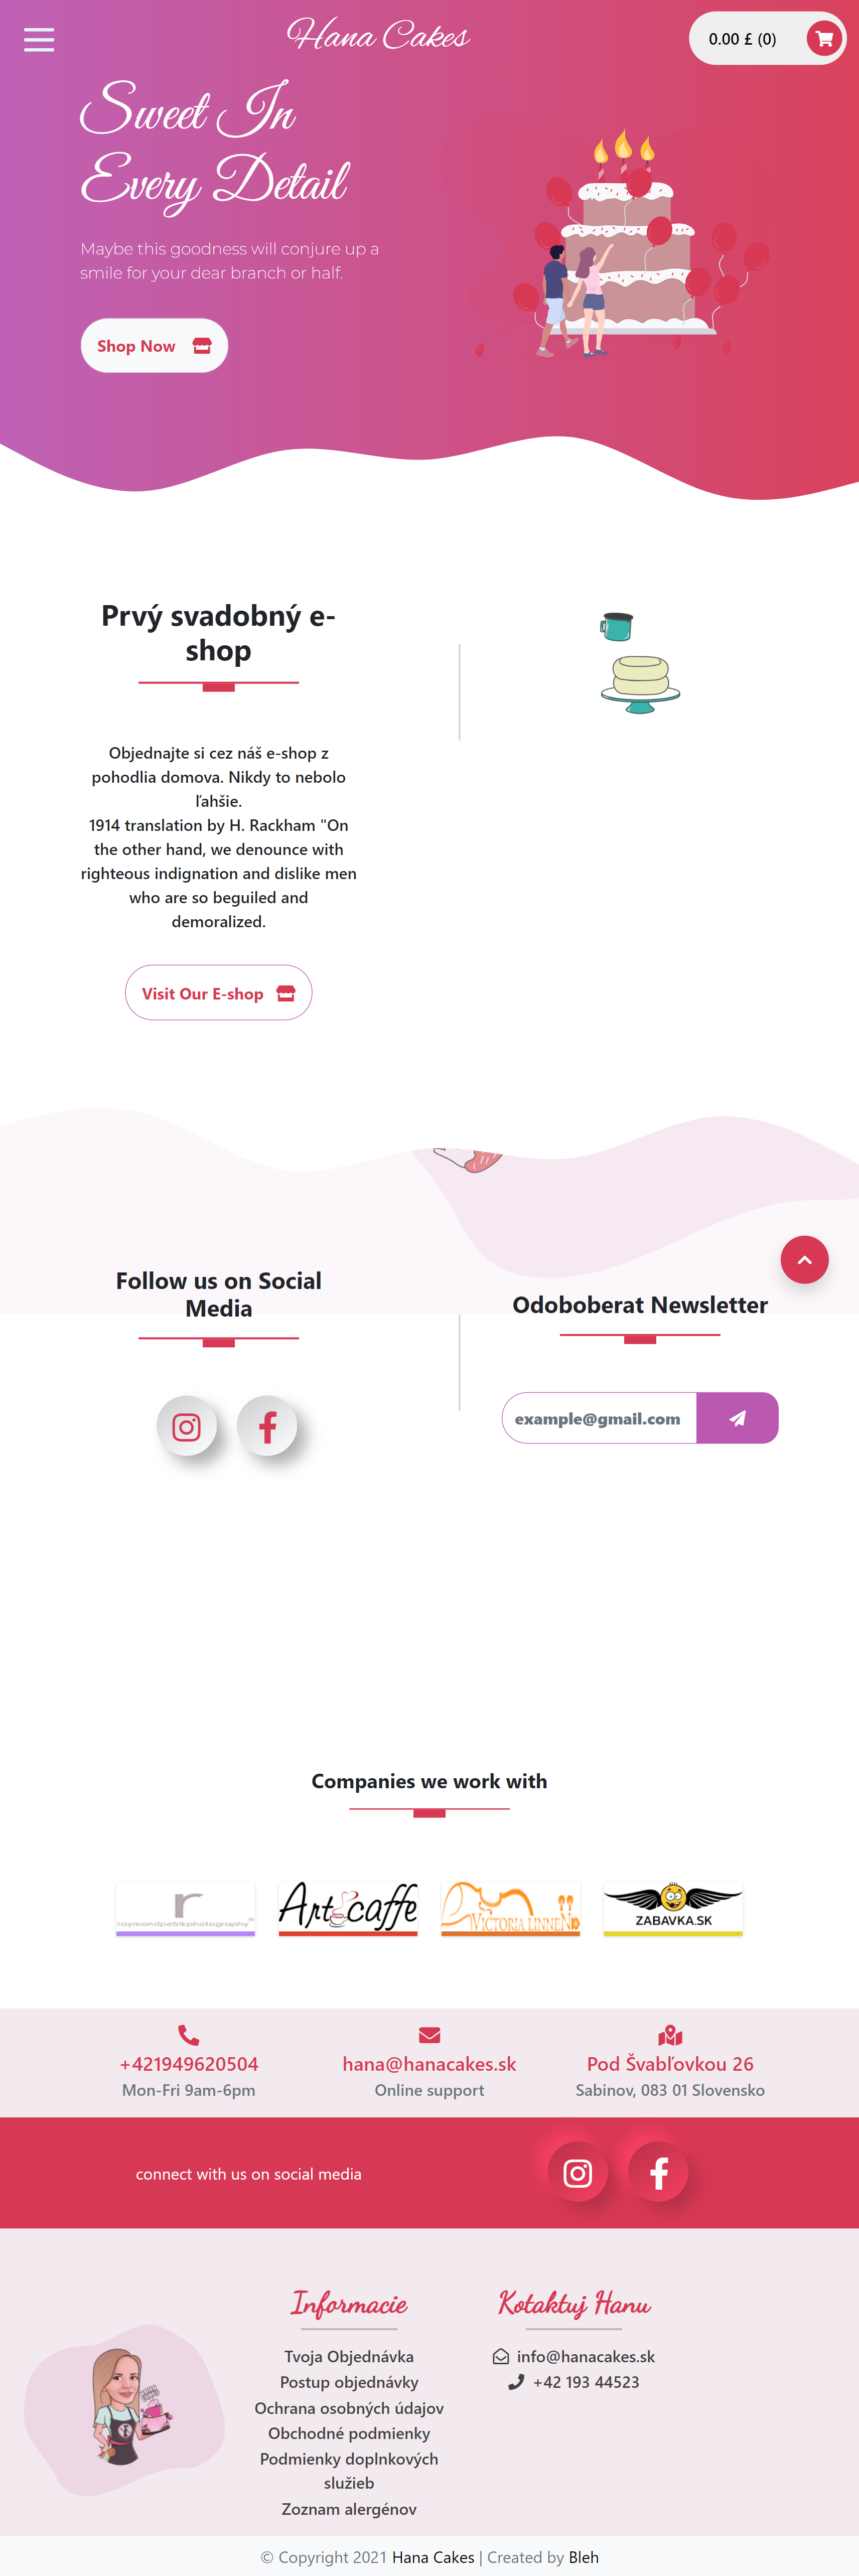 Hana Cakes
0.00 £ (0)
Sweet In
Every Detail
Maybe this goodness will conjure up a
smile for your dear branch or half.
Shop Now
Prvý svadobný e-
shop
Objednajte si cez náš e-shop z
pohodlia domova. Nikdy to nebolo
ľahšie.
1914 translation by H. Rackham "On
the other hand, we denounce with
righteous indignation and dislike men
who are so beguiled and
demoralized.
Visit Our E-shop
Follow us on Social
Media
Odoboberat Newsletter
example@gmail.com
Companies we work with
r
raymondpetrikphotography®
Art caffe
VICTORIA LINNEN
ZABAVKA.SK
+421949620504
Mon-Fri 9am-6pm
hana@hanacakes.sk
Online support
Pod Švabľovkou 26
Sabinov, 083 01 Slovensko
connect with us on social media
Informacie
Tvoja Objednávka
Postup objednávky
Ochrana osobných údajov
Obchodné podmienky
Podmienky doplnkových
služieb
Zoznam alergénov
Kotaktuj Hanu
info@hanacakes.sk
+42 193 44523
© Copyright 2021 Hana Cakes | Created by Bleh